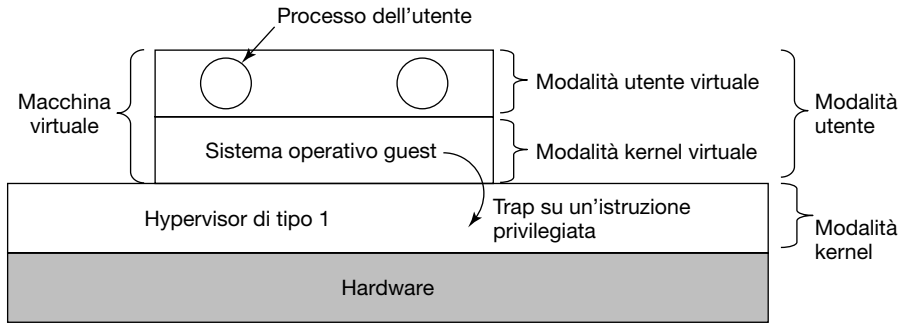 Processo dell'utente
Macchina
virtuale
Modalità utente virtuale
Modalità
utente
Sistema operativo guest
Modalità kernel virtuale
Hypervisor di tipo 1
Trap su un'istruzione
privilegiata
Modalità
kernel
Hardware